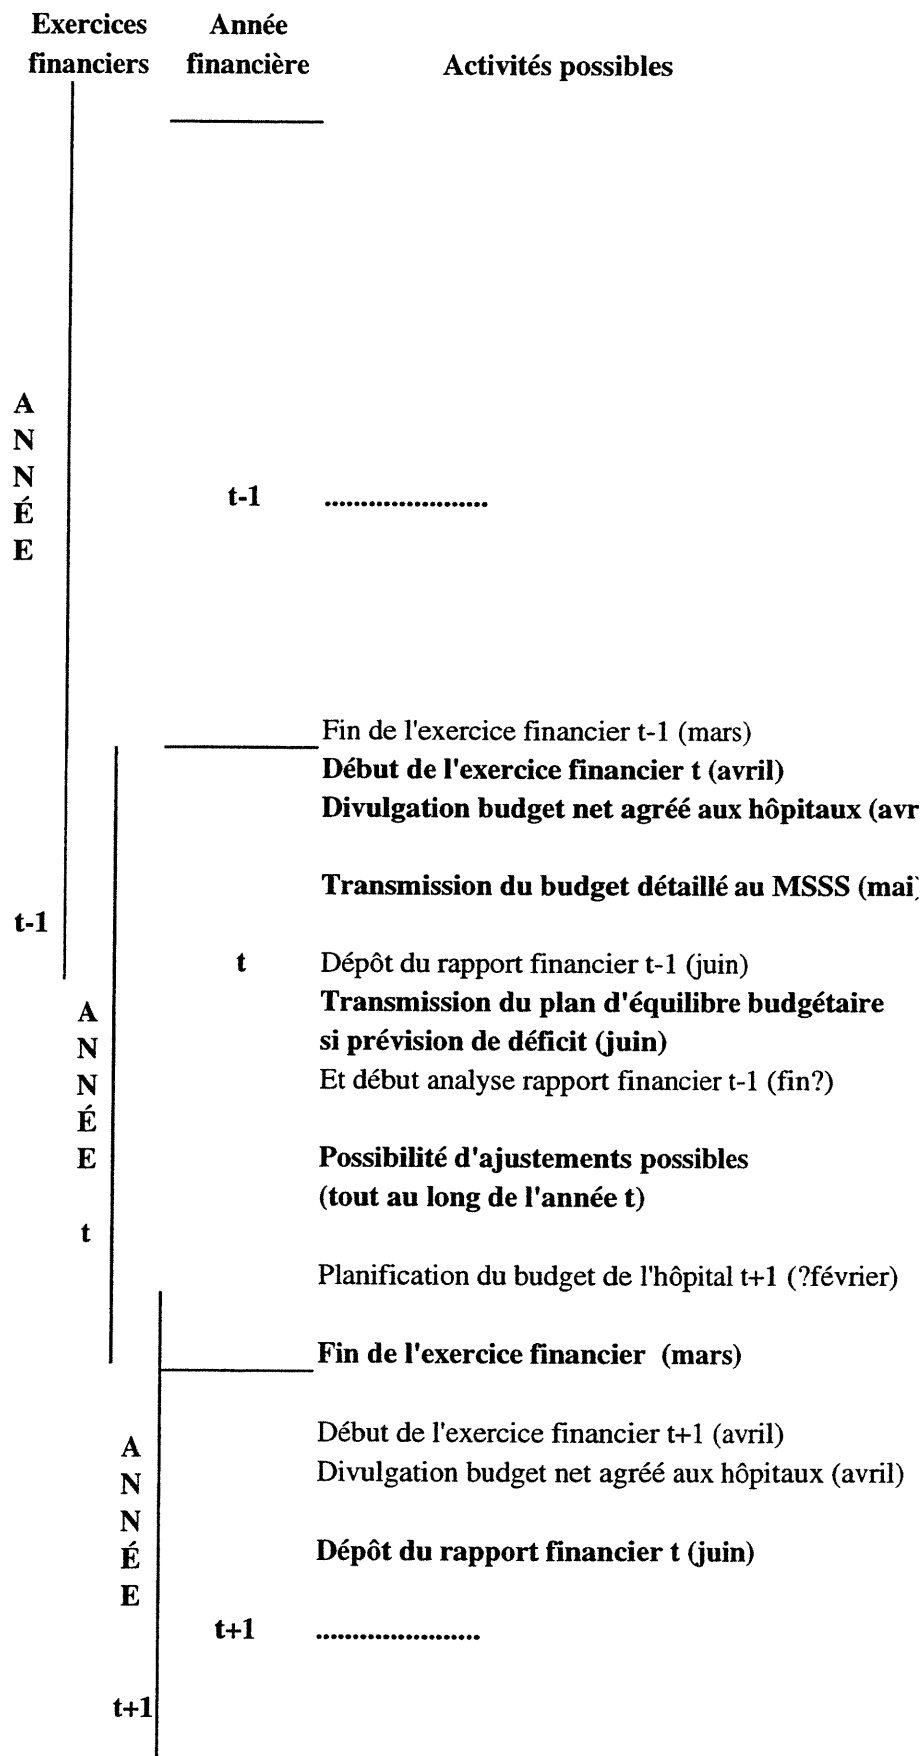 Exercices Année
financiers financière Activités possibles
A
N
N
É
E
t-1 ......................
Fin de l'exercice financier t-1 (mars)
Début de l'exercice financier t (avril)
Divulgation budget net agréé aux hôpitaux (avr
Transmission du budget détaillé au MSSS (mai)
t-1
t Dépôt du rapport financier t-1 (juin)
Transmission du plan d'équilibre budgétaire
si prévision de déficit (juin)
Et début analyse rapport financier t-1 (fin?)
A
N
N
É
E
Possibilité d'ajustements possibles
(tout au long de l'année t)
t
Planification du budget de l'hôpital t+1 (?février)
Fin de l'exercice financier (mars)
Début de l'exercice financier t+1 (avril)
Divulgation budget net agréé aux hôpitaux (avril)
A
N
N
É
E
Dépôt du rapport financier t (juin)
t+1 ......................
t+1